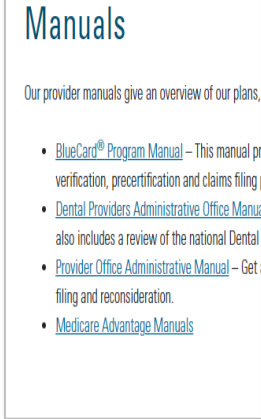 Manuals
Our provider manuals give an overview of our plans,
• BlueCard® Program Manual – This manual
verification, precertification and claims filing
• Dental Providers Administrative Office
also includes a review of the national Dental
• Provider Office Administrative Manual – Get
filing and reconsideration.
• Medicare Advantage Manuals